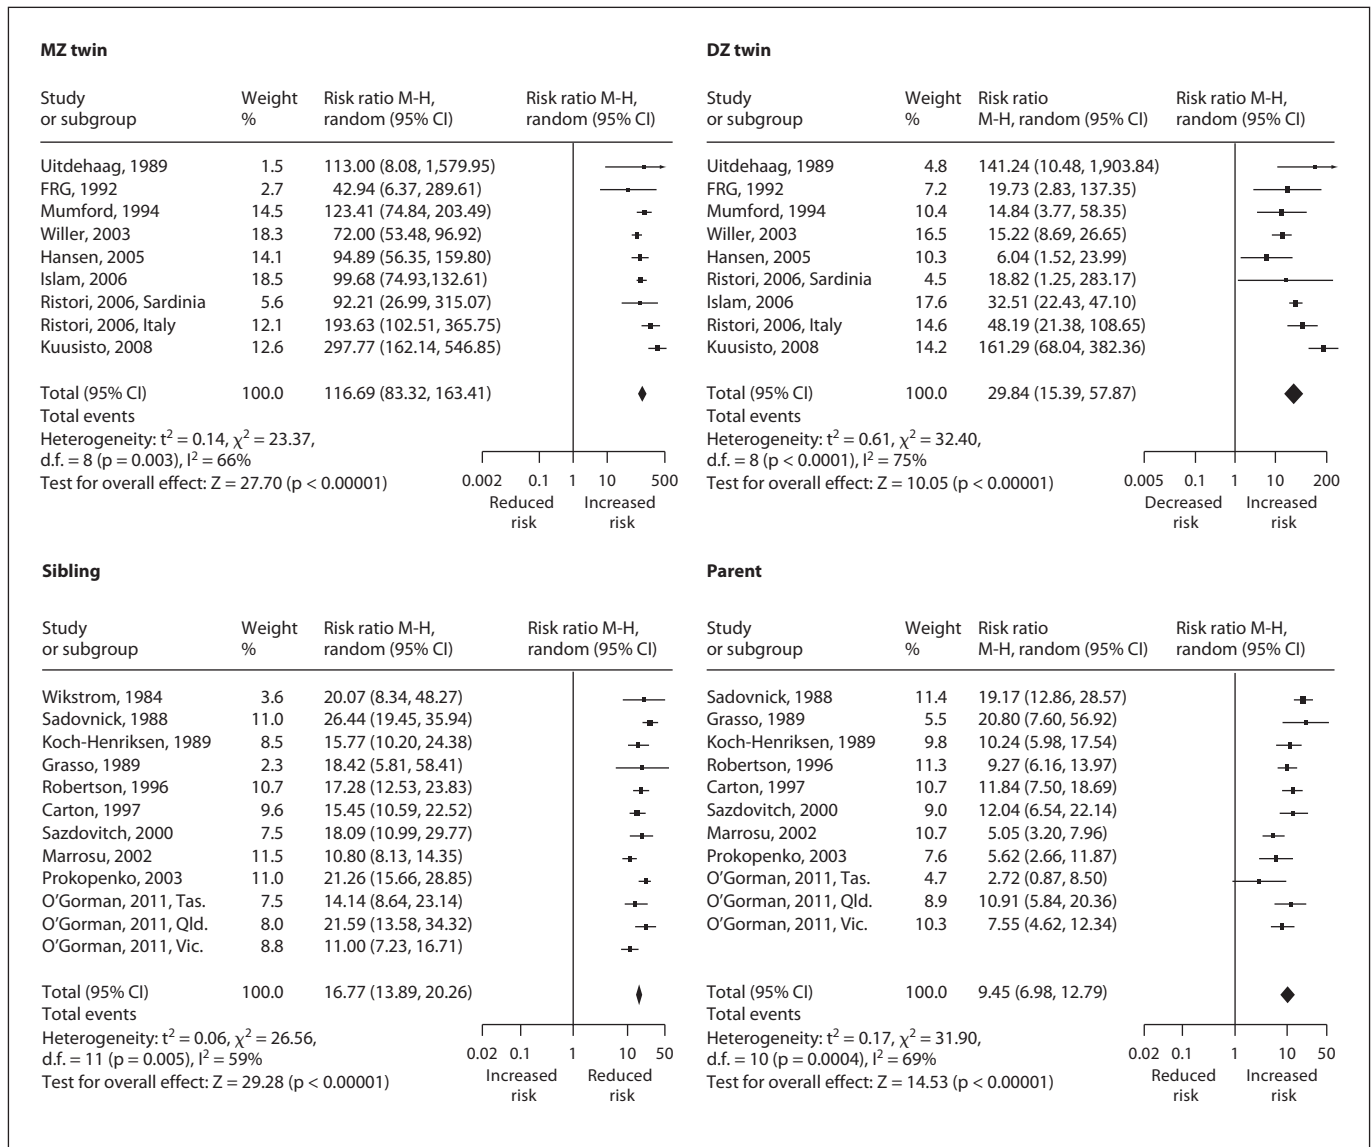 MZ twin
Study or subgroup Weight % Risk ratio M-H, random (95% CI) Risk ratio M-H, random (95% CI)
Uitdehaag, 1989 1.5 113.00 (8.08, 1,579.95)
FRG, 1992 2.7 42.94 (6.37, 289.61)
Mumford, 1994 14.5 123.41 (74.84, 203.49)
Willer, 2003 18.3 72.00 (53.48, 96.92)
Hansen, 2005 14.1 94.89 (56.35, 159.80)
Islam, 2006 18.5 99.68 (74.93,132.61)
Ristori, 2006, Sardinia 5.6 92.21 (26.99, 315.07)
Ristori, 2006, Italy 12.1 193.63 (102.51, 365.75)
Kuusisto, 2008 12.6 297.77 (162.14, 546.85)
Total (95% CI) 100.0 116.69 (83.32, 163.41)
Total events
Heterogeneity: t² = 0.14, χ² = 23.37,
d.f. = 8 (p = 0.003), I² = 66%
Test for overall effect: Z = 27.70 (p < 0.00001)
0.002 0.1 1 10 500
Reduced risk Increased risk
DZ twin
Study or subgroup Weight % Risk ratio M-H, random (95% CI) Risk ratio M-H, random (95% CI)
Uitdehaag, 1989 4.8 141.24 (10.48, 1,903.84)
FRG, 1992 7.2 19.73 (2.83, 137.35)
Mumford, 1994 10.4 14.84 (3.77, 58.35)
Willer, 2003 16.5 15.22 (8.69, 26.65)
Hansen, 2005 10.3 6.04 (1.52, 23.99)
Ristori, 2006, Sardinia 4.5 18.82 (1.25, 283.17)
Islam, 2006 17.6 32.51 (22.43, 47.10)
Ristori, 2006, Italy 14.6 48.19 (21.38, 108.65)
Kuusisto, 2008 14.2 161.29 (68.04, 382.36)
Total (95% CI) 100.0 29.84 (15.39, 57.87)
Total events
Heterogeneity: t² = 0.61, χ² = 32.40,
d.f. = 8 (p < 0.0001), I² = 75%
Test for overall effect: Z = 10.05 (p < 0.00001)
0.005 0.1 1 10 200
Decreased risk Increased risk
Sibling
Study or subgroup Weight % Risk ratio M-H, random (95% CI) Risk ratio M-H, random (95% CI)
Wikstrom, 1984 3.6 20.07 (8.34, 48.27)
Sadovnick, 1988 11.0 26.44 (19.45, 35.94)
Koch-Henriksen, 1989 8.5 15.77 (10.20, 24.38)
Grasso, 1989 2.3 18.42 (5.81, 58.41)
Robertson, 1996 10.7 17.28 (12.53, 23.83)
Carton, 1997 9.6 15.45 (10.59, 22.52)
Sazdovitch, 2000 7.5 18.09 (10.99, 29.77)
Marrosu, 2002 11.5 10.80 (8.13, 14.35)
Prokopenko, 2003 11.0 21.26 (15.66, 28.85)
O'Gorman, 2011, Tas. 7.5 14.14 (8.64, 23.14)
O'Gorman, 2011, Qld. 8.0 21.59 (13.58, 34.32)
O'Gorman, 2011, Vic. 8.8 11.00 (7.23, 16.71)
Total (95% CI) 100.0 16.77 (13.89, 20.26)
Total events
Heterogeneity: t² = 0.06, χ² = 26.56,
d.f. = 11 (p = 0.005), I² = 59%
Test for overall effect: Z = 29.28 (p < 0.00001)
0.02 0.1 1 10 50
Increased risk Reduced risk
Parent
Study or subgroup Weight % Risk ratio M-H, random (95% CI) Risk ratio M-H, random (95% CI)
Sadovnick, 1988 11.4 19.17 (12.86, 28.57)
Grasso, 1989 5.5 20.80 (7.60, 56.92)
Koch-Henriksen, 1989 9.8 10.24 (5.98, 17.54)
Robertson, 1996 11.3 9.27 (6.16, 13.97)
Carton, 1997 10.7 11.84 (7.50, 18.69)
Sazdovitch, 2000 9.0 12.04 (6.54, 22.14)
Marrosu, 2002 10.7 5.05 (3.20, 7.96)
Prokopenko, 2003 7.6 5.62 (2.66, 11.87)
O'Gorman, 2011, Tas. 4.7 2.72 (0.87, 8.50)
O'Gorman, 2011, Qld. 8.9 10.91 (5.84, 20.36)
O'Gorman, 2011, Vic. 10.3 7.55 (4.62, 12.34)
Total (95% CI) 100.0 9.45 (6.98, 12.79)
Total events
Heterogeneity: t² = 0.17, χ² = 31.90,
d.f. = 10 (p = 0.0004), I² = 69%
Test for overall effect: Z = 14.53 (p < 0.00001)
0.02 0.1 1 10 50
Reduced risk Increased risk